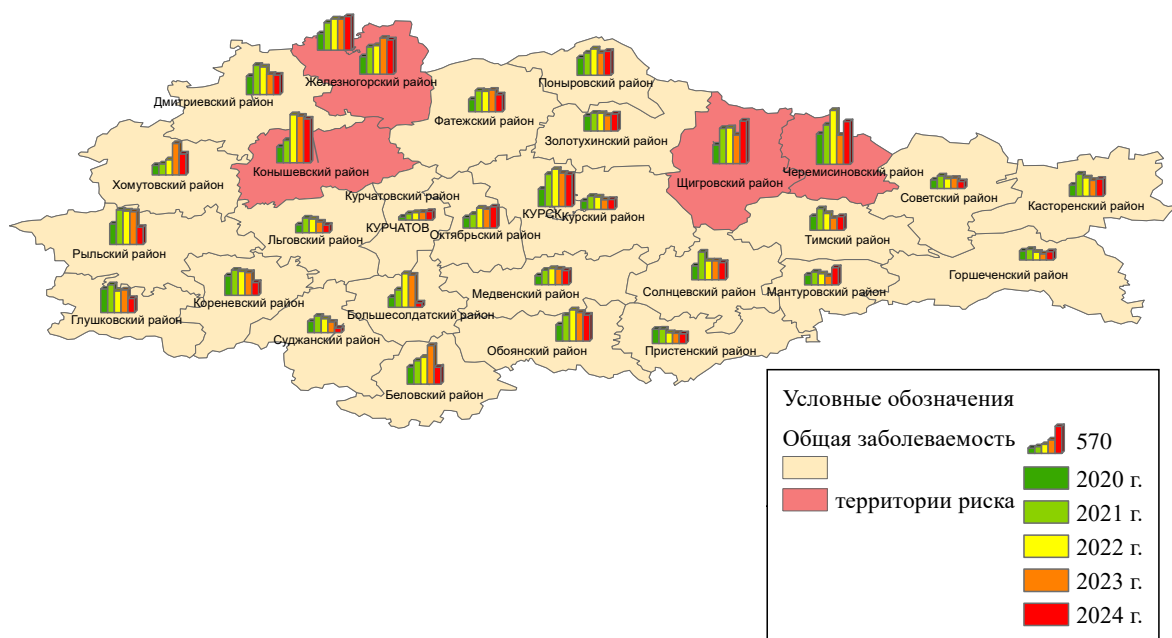 Железногорский район
Поныровский район
Дмитриевский район
Фатежский район
Золотухинский район
Конышевский район
Черемисиновский район
Хомутовский район
Щигровский район
Курчатовский район
Советский район
Касторенский район
КУРСК
Курский район
КУРЧАТОВ
Октябрьский район
Льговский район
Тимский район
Рыльский район
Горшеченский район
Медвенский район
Солнцевский район
Мантуровский район
Кореневский район
Глушковский район
Большесолдатский район
Суджанский район
Обоянский район
Пристенский район
Беловский район
Условные обозначения
Общая заболеваемость
570
территории риска
2020 г.
2021 г.
2022 г.
2023 г.
2024 г.